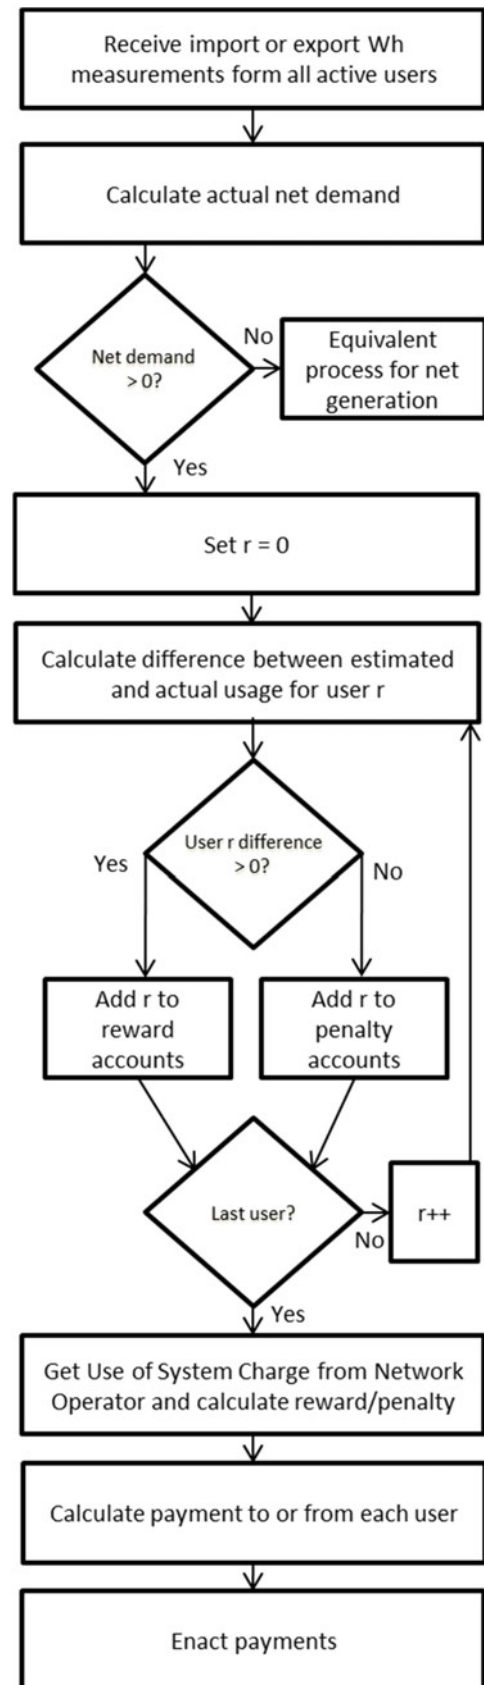 Receive import or export Wh
measurements form all active users
Calculate actual net demand
Net demand
> 0?
No
Equivalent
process for net
generation
Yes
Set r = 0
Calculate difference between estimated
and actual usage for user r
User r difference
> 0?
Yes
No
Add r to
reward
accounts
Add r to
penalty
accounts
Last user?
No
r++
Yes
Get Use of System Charge from Network
Operator and calculate reward/penalty
Calculate payment to or from each user
Enact payments